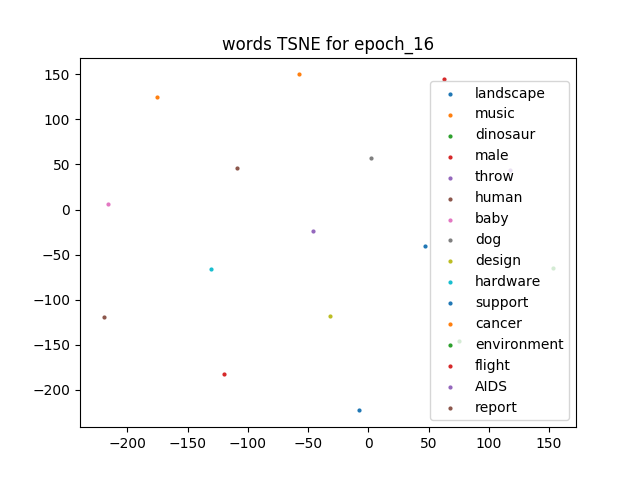 words TSNE for epoch_16
150
100
50
0
−50
−100
−150
−200
−200
−150
−100
−50
0
50
100
150
landscape
music
dinosaur
male
throw
human
baby
dog
design
hardware
support
cancer
environment
flight
AIDS
report